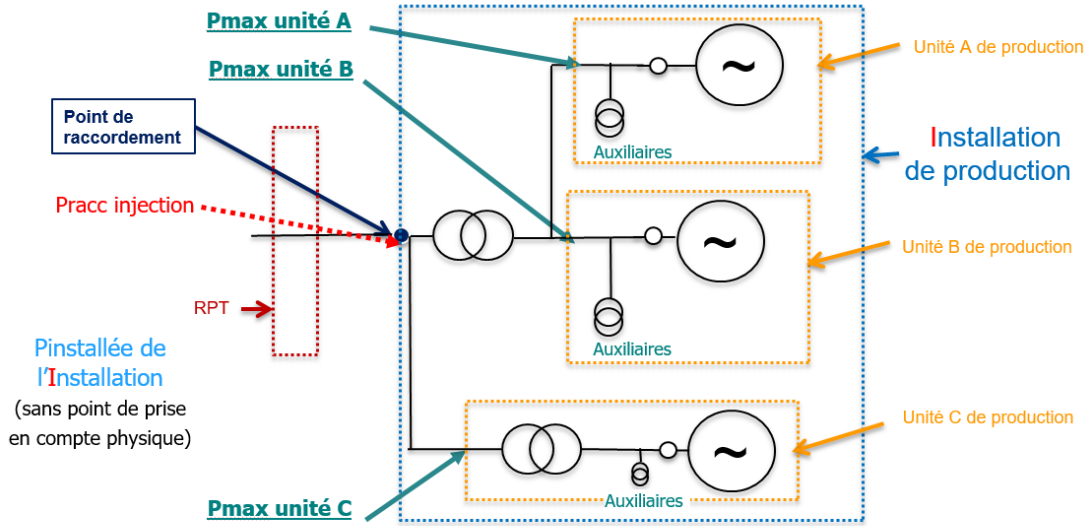 Pmax unité A
Pmax unité B
Point de
raccordement
Pracc injection
RPT
Pinstallée de
l'Installation
(sans point de prise
en compte physique)
Pmax unité C
~
Auxiliaires
~
Auxiliaires
~
Auxiliaires
Unité A de production
Installation
de production
Unité B de production
Unité C de production